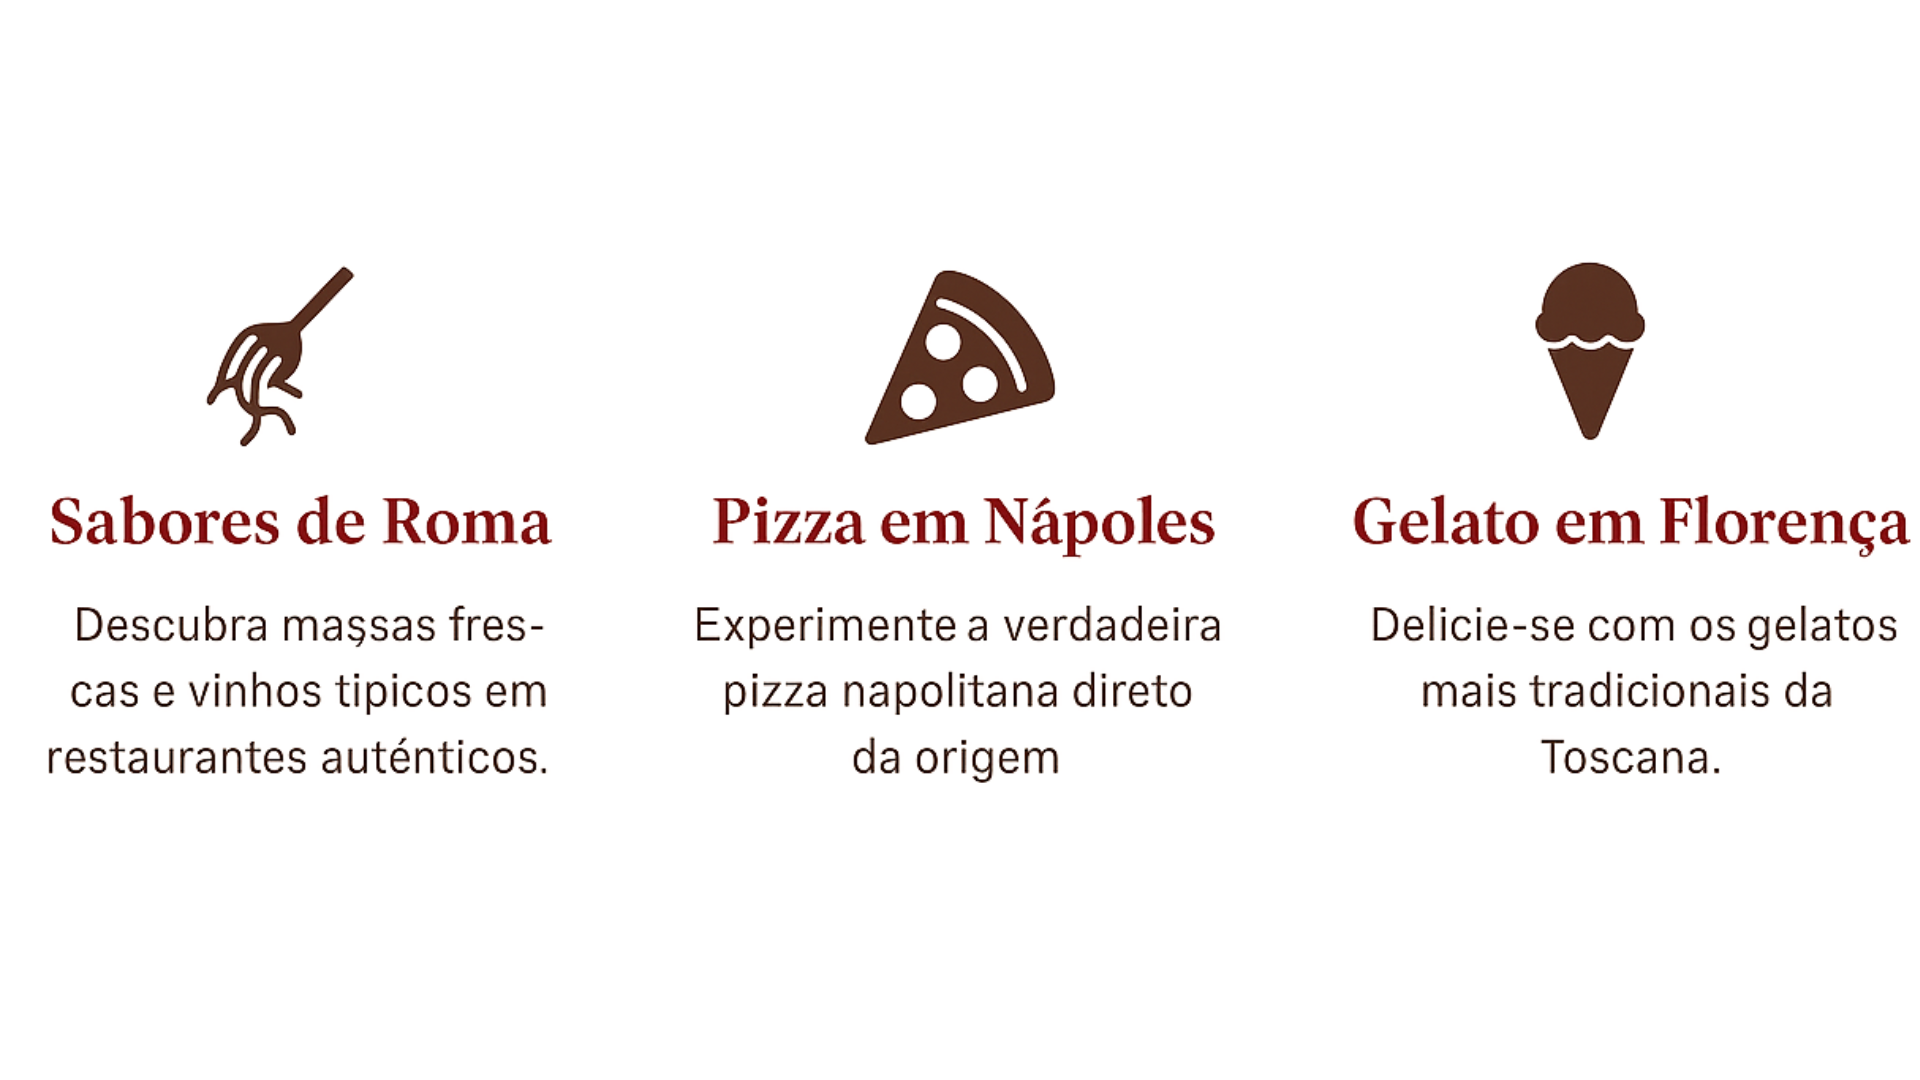 Sabores de Roma
Descubra masșas fres-
cas e vinhos tipicos em
restaurantes auténticos.
Pizza em Nápoles
Experimente a verdadeira
pizza napolitana direto
da origem
Gelato em Florença
Delicie-se com os gelatos
mais tradicionais da
Toscana.